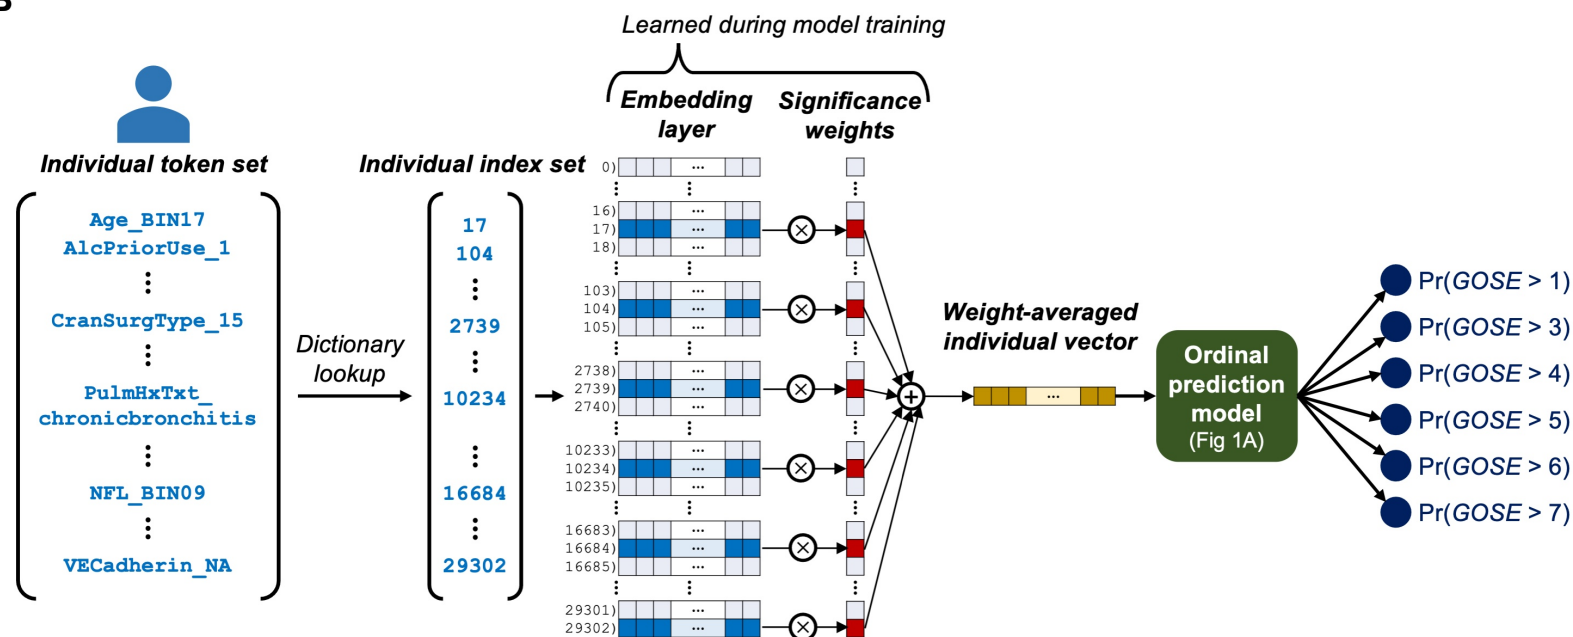 Learned during model training
Embedding
layer
Significance
weights
Individual token set
Age_BIN17
AlcPriorUse_1
CranSurgType_15
PulmHxTxt_
chronicbronchitis
NFL_BIN09
VECadherin_NA
Dictionary
lookup
Individual index set
17
104
2739
10234
16684
29302
0)
...
16)
...
17)
...
18)
...
103)
...
104)
...
105)
...
2738)
...
2739)
...
2740)
...
10233)
...
10234)
...
10235)
...
16683)
...
16684)
...
16685)
...
29301)
...
29302)
...
Weight-averaged
individual vector
...
Ordinal
prediction
model
(Fig 1A)
Pr(GOSE > 1)
Pr(GOSE > 3)
Pr(GOSE > 4)
Pr(GOSE > 5)
Pr(GOSE > 6)
Pr(GOSE > 7)